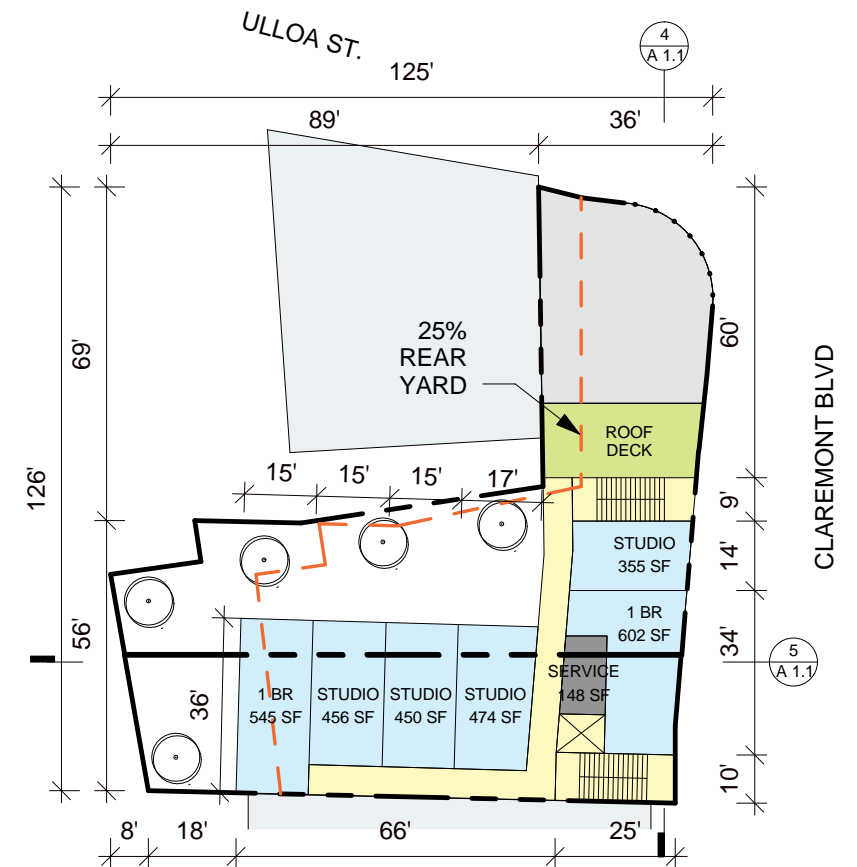 ULLOA ST.
4
A 1.1
125'
89'
36'
25%
REAR
YARD
69'
60'
126'
CLAREMONT BLVD
ROOF
DECK
15'
15'
15'
17'
9'
STUDIO
355 SF
14'
1 BR
602 SF
56'
34'
5
A 1.1
SERVICE
148 SF
36'
1 BR
545 SF
STUDIO
456 SF
STUDIO
450 SF
STUDIO
474 SF
10'
8'
18'
66'
25'